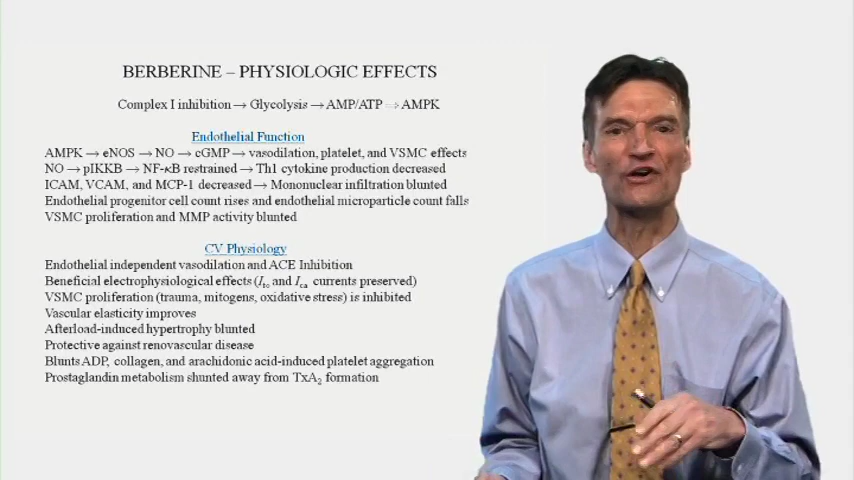 BERBERINE – PHYSIOLOGIC EFFECTS
Complex I inhibition → Glycolysis → AMP/ATP → AMPK
Endothelial Function
AMPK → eNOS → NO → cGMP → vasodilation, platelet, and VSMC effects
NO → pIKKB → NF-κB restrained → Th1 cytokine production decreased
ICAM, VCAM, and MCP-1 decreased → Mononuclear infiltration blunted
Endothelial progenitor cell count rises and endothelial microparticle count falls
VSMC proliferation and MMP activity blunted
CV Physiology
Endothelial independent vasodilation and ACE Inhibition
Beneficial electrophysiological effects (Ito and Ica currents preserved)
VSMC proliferation (trauma, mitogens, oxidative stress) is inhibited
Vascular elasticity improves
Afterload-induced hypertrophy blunted
Protective against renovascular disease
Blunts ADP, collagen, and arachidonic acid-induced platelet aggregation
Prostaglandin metabolism shunted away from TxA2 formation